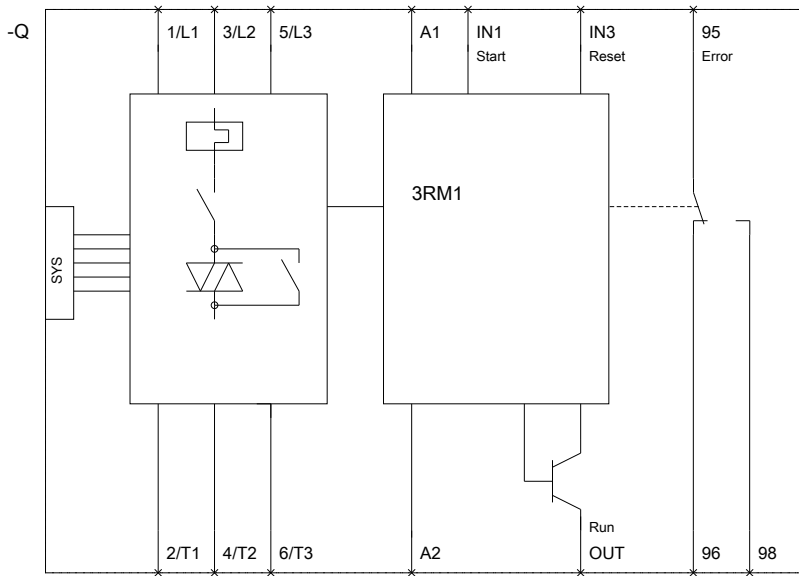 -Q
1/L1 3/L2 5/L3 A1 IN1 IN3 95
Start Reset Error
3RM1
SYS
Run
2/T1 4/T2 6/T3 A2 OUT 96 98